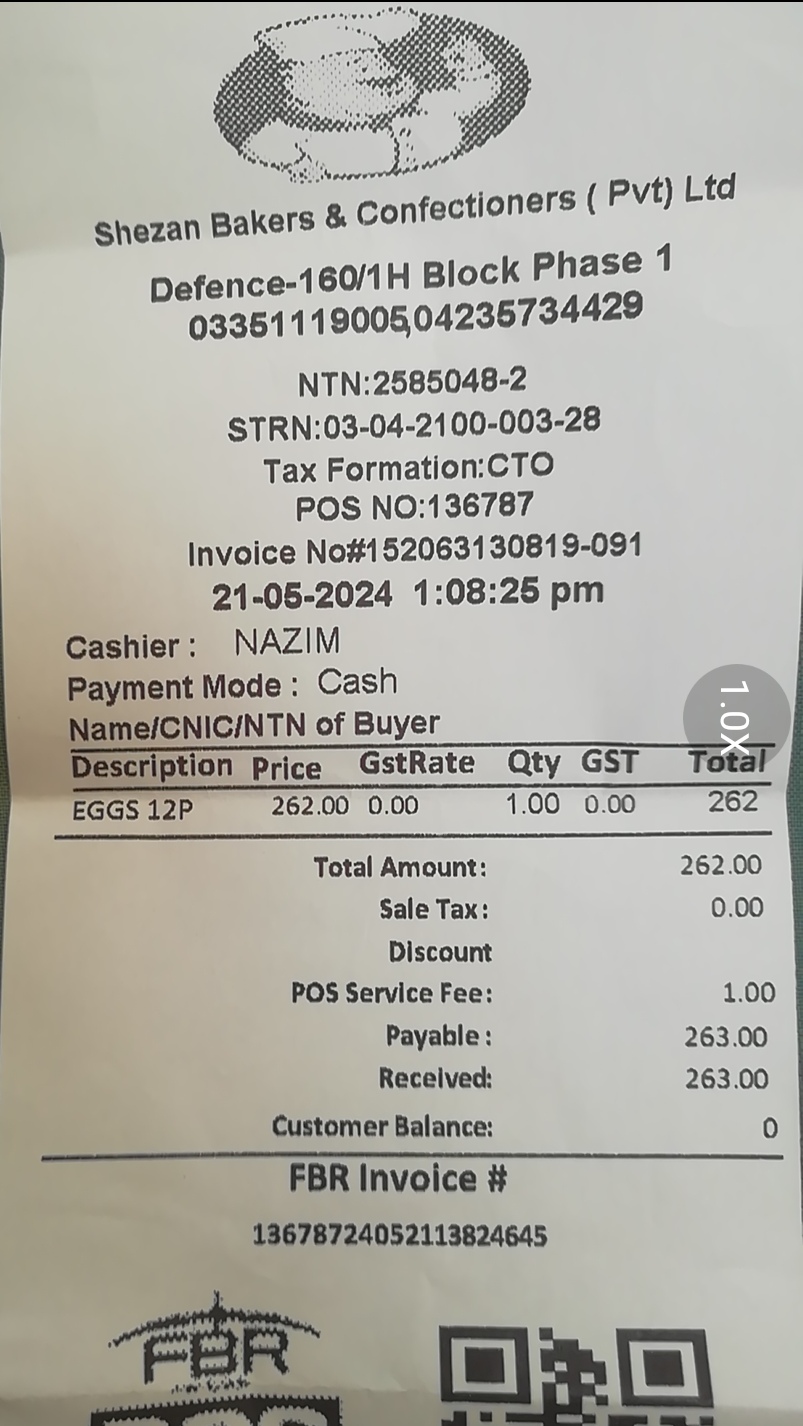 Shezan Bakers & Confectioners ( Pvt) Ltd
Defence-160/1H Block Phase 1
03351119005,04235734429
NTN:2585048-2
STRN:03-04-2100-003-28
Tax Formation:CTO
POS NO:136787
Invoice No#152063130819-091
21-05-2024 1:08:25 pm
Cashier : NAZIM
Payment Mode : Cash
Name/CNIC/NTN of Buyer
1.0X
Description Price GstRate Qty GST Total
EGGS 12P 262.00 0.00 1.00 0.00 262
Total Amount: 262.00
Sale Tax: 0.00
Discount
POS Service Fee: 1.00
Payable: 263.00
Received: 263.00
Customer Balance: 0
FBR Invoice #
13678724052113824645
FBR